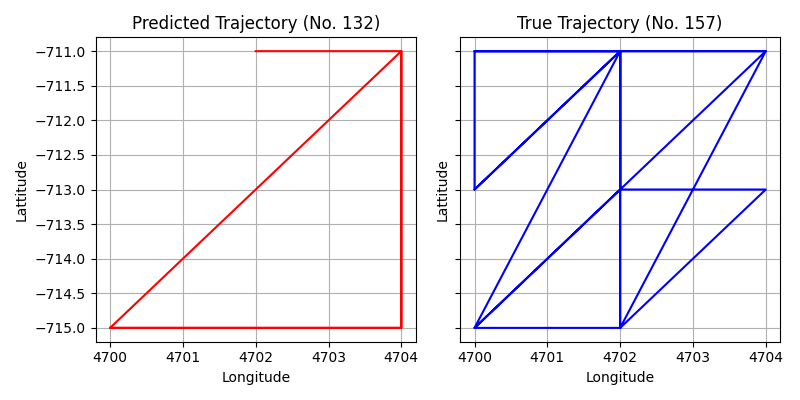 Predicted Trajectory (No. 132)
True Trajectory (No. 157)
Lattitude
−711.0
−711.5
−712.0
−712.5
−713.0
−713.5
−714.0
−714.5
−715.0
4700 4701 4702 4703 4704
Longitude
Lattitude
4700 4701 4702 4703 4704
Longitude